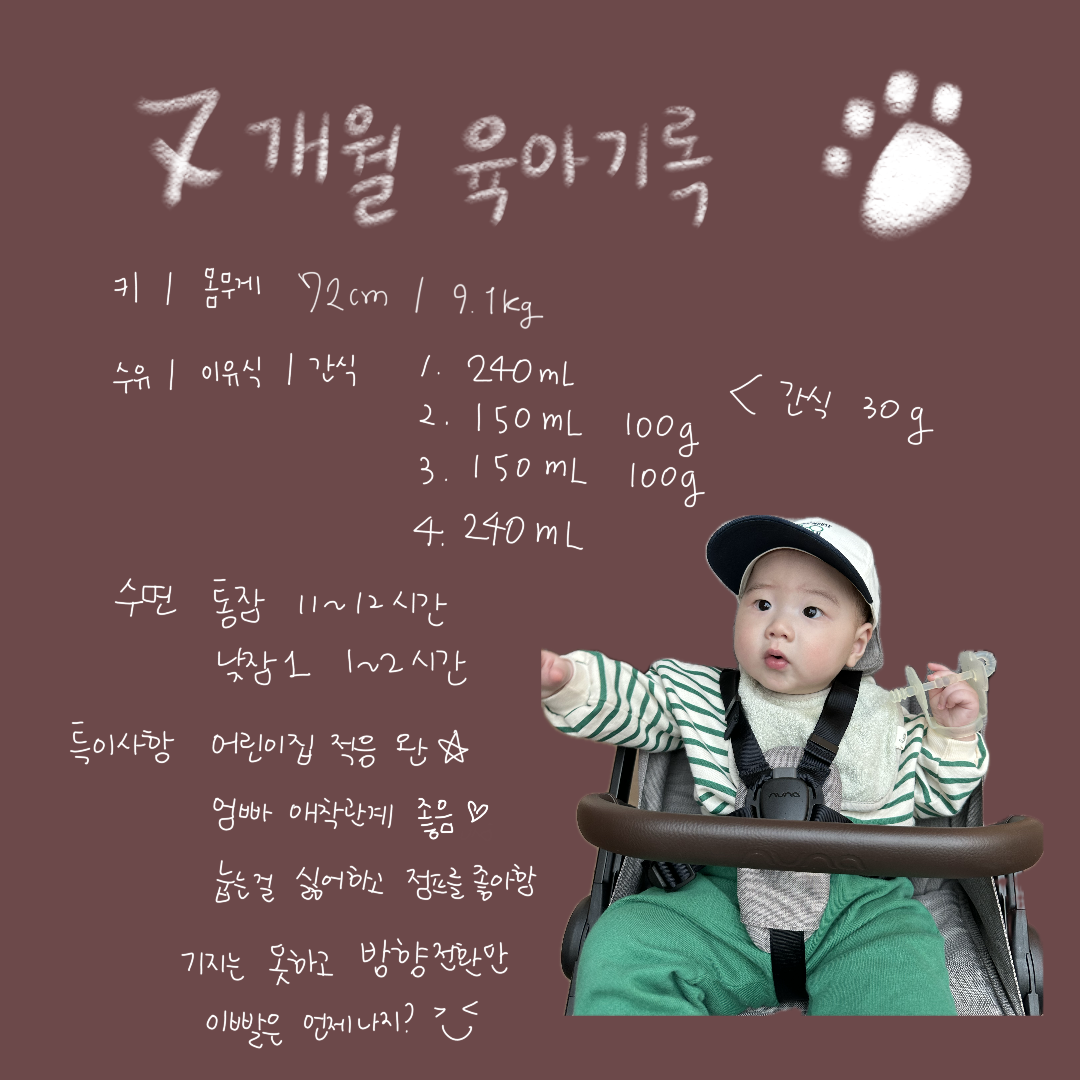 7개월 육아기록
키 | 몸무게 72cm / 9.1kg
수유 | 이유식 | 간식 1. 240mL
2. 150mL 100g
< 간식 30g
3. 150mL 100g
4. 240mL
수면 통잠 11~12시간
낮잠1 1~2시간
특이사항 어린이집 적응 완☆
엄빠 애착관계 좋음♡
눕는걸 싫어하고 점프를 좋아함
기지는 못하고 방향전환만
이빨은 언제나지?
nuna